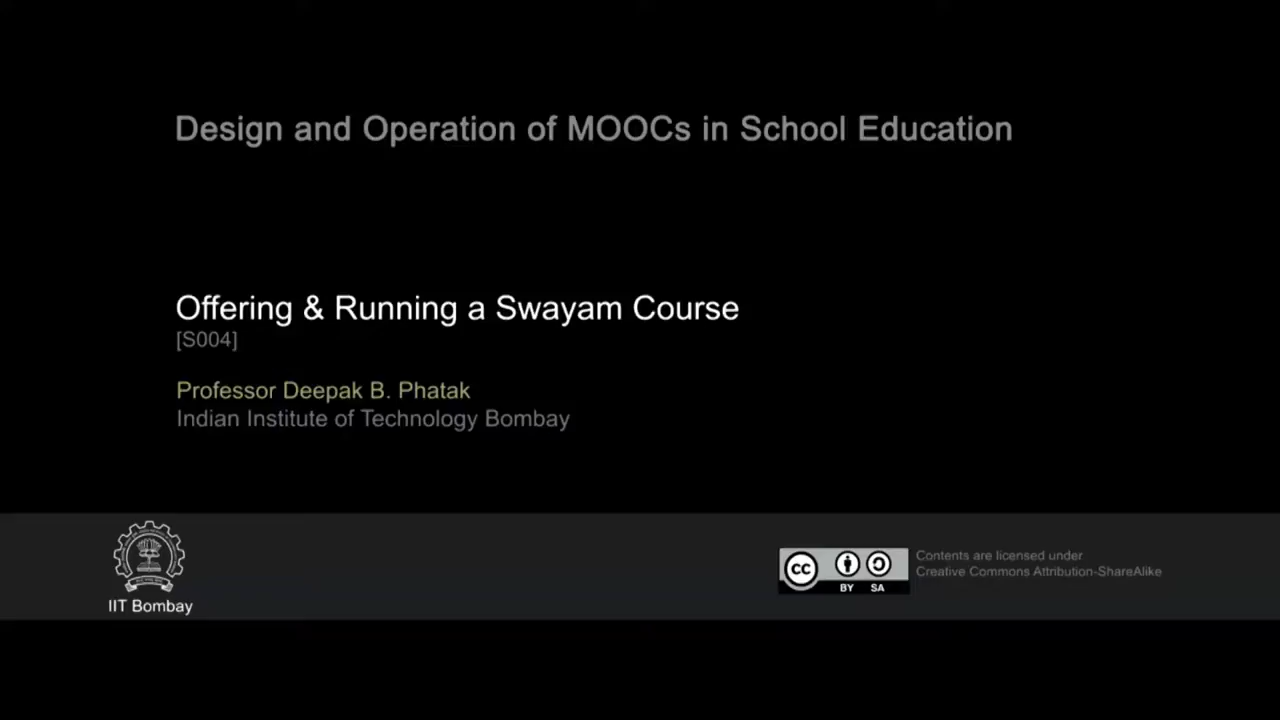 Design and Operation of MOOCs in School Education
Offering & Running a Swayam Course
[S004]
Professor Deepak B. Phatak
Indian Institute of Technology Bombay
IIT Bombay
cc
BY SA
Contents are licensed under
Creative Commons Attribution-ShareAlike